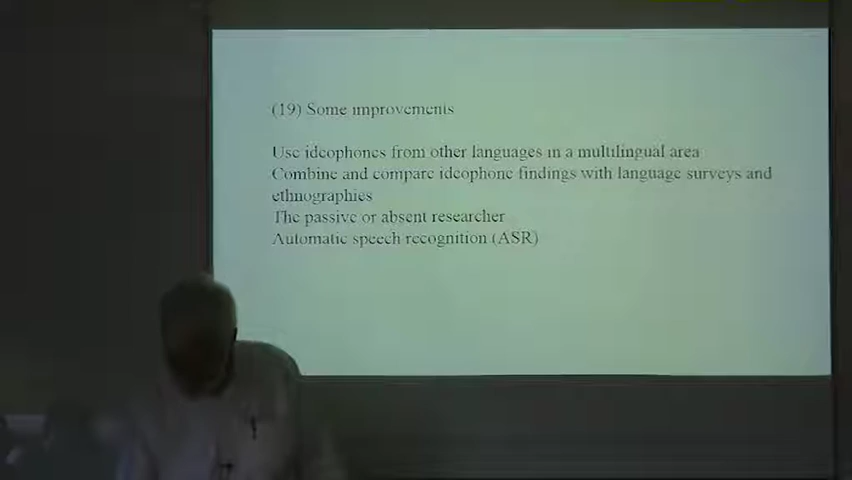 (19) Some improvements
Use ideophones from other languages in a multilingual area
Combine and compare ideophone findings with language surveys and
ethnographies
The passive or absent researcher
Automatic speech recognition (ASR)